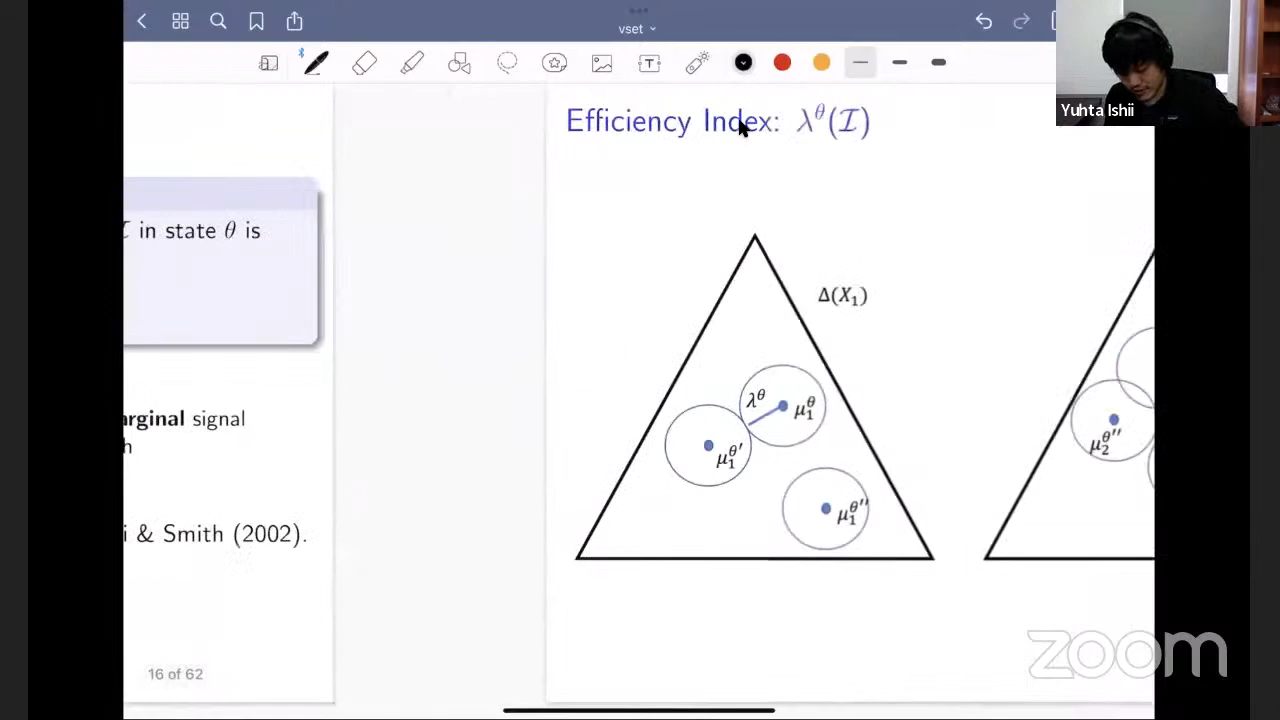 vset
T
Yuhta Ishii
Efficiency Index: λ^θ(ℐ)
ℐ in state θ is
Δ(X₁)
λ^θ
μ₁^θ
μ₁^θ′
μ₂^θ″
μ₁^θ″
signal
i & Smith (2002).
16 of 62
zoom